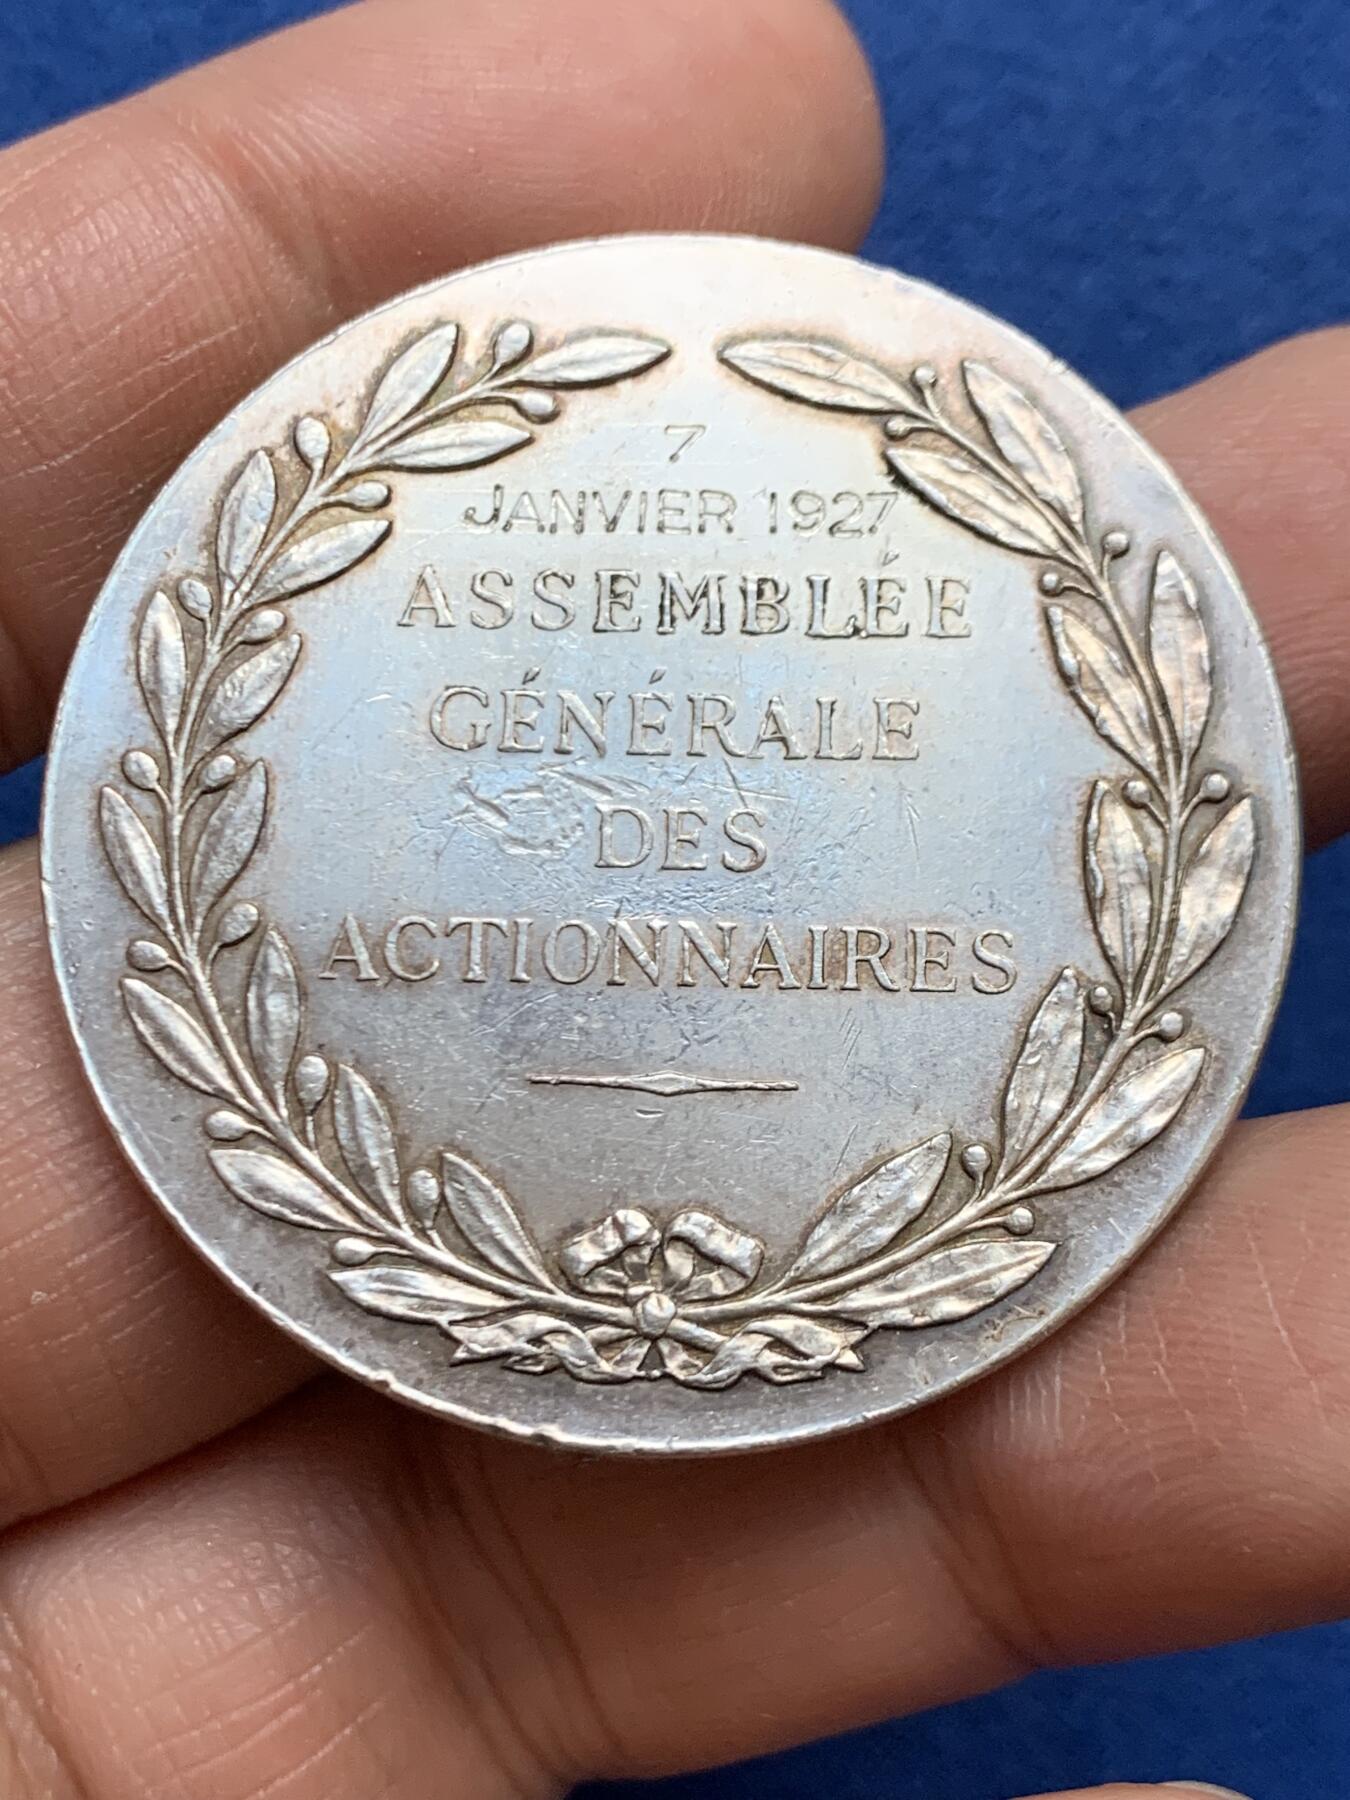 7
JANVIER 1927
ASSEMBLÉE
GÉNÉRALE
DES
ACTIONNAIRES